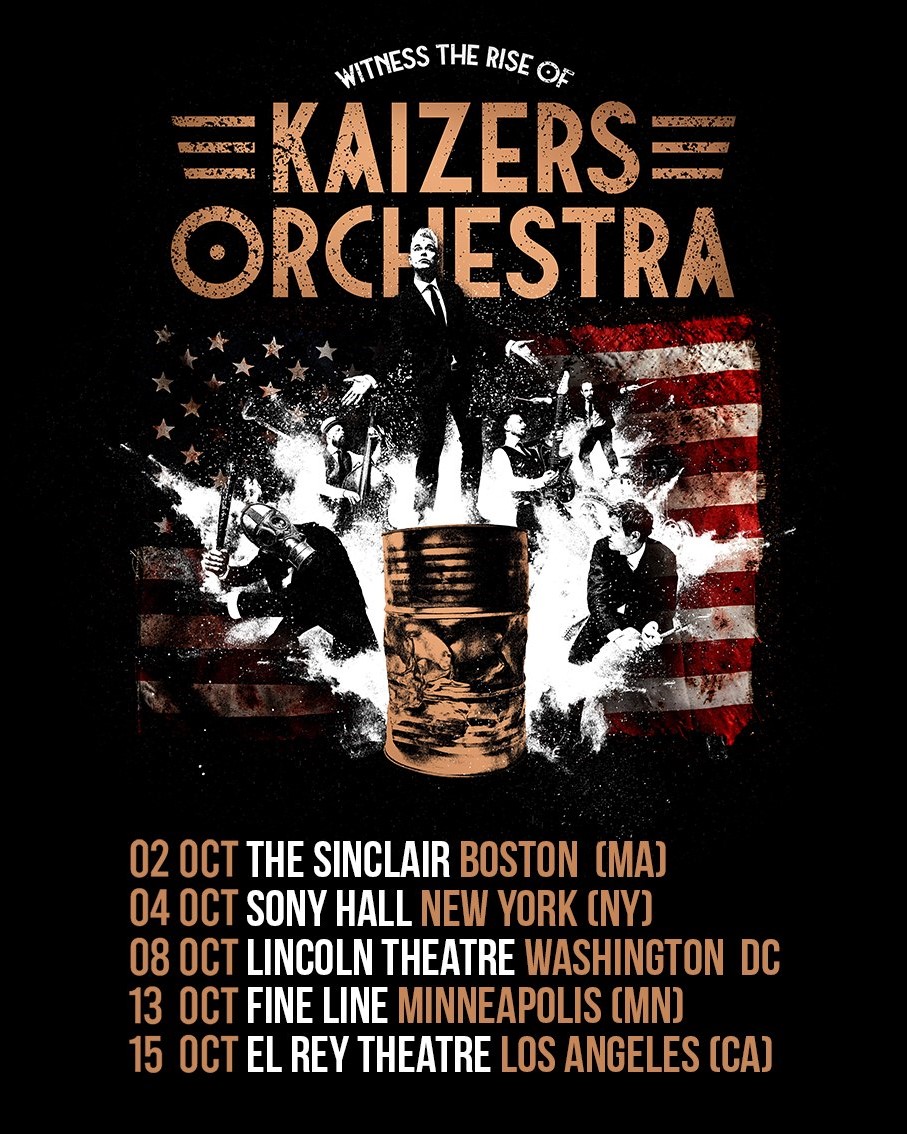 WITNESS THE RISE OF
KAIZERS
ORCHESTRA
02 OCT THE SINCLAIR BOSTON (MA)
04 OCT SONY HALL NEW YORK (NY)
08 OCT LINCOLN THEATRE WASHINGTON DC
13 OCT FINE LINE MINNEAPOLIS (MN)
15 OCT EL REY THEATRE LOS ANGELES (CA)